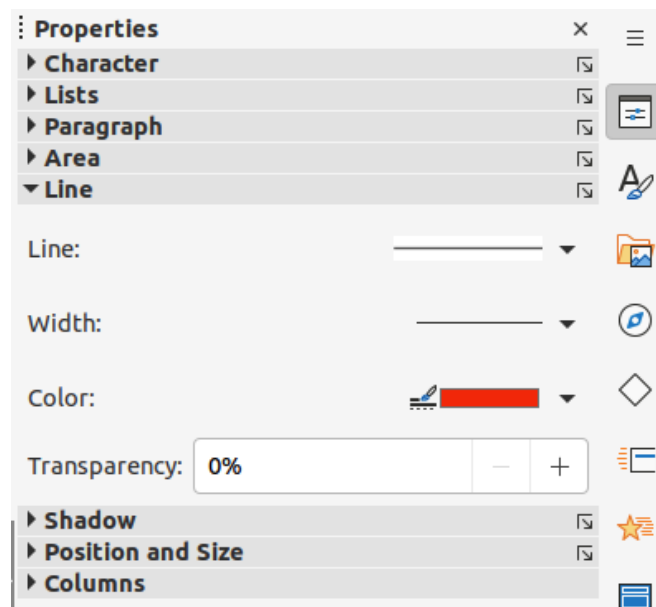 Properties
Character
Lists
Paragraph
Area
Line
Line:
Width:
Color:
Transparency: 0%
Shadow
Position and Size
Columns